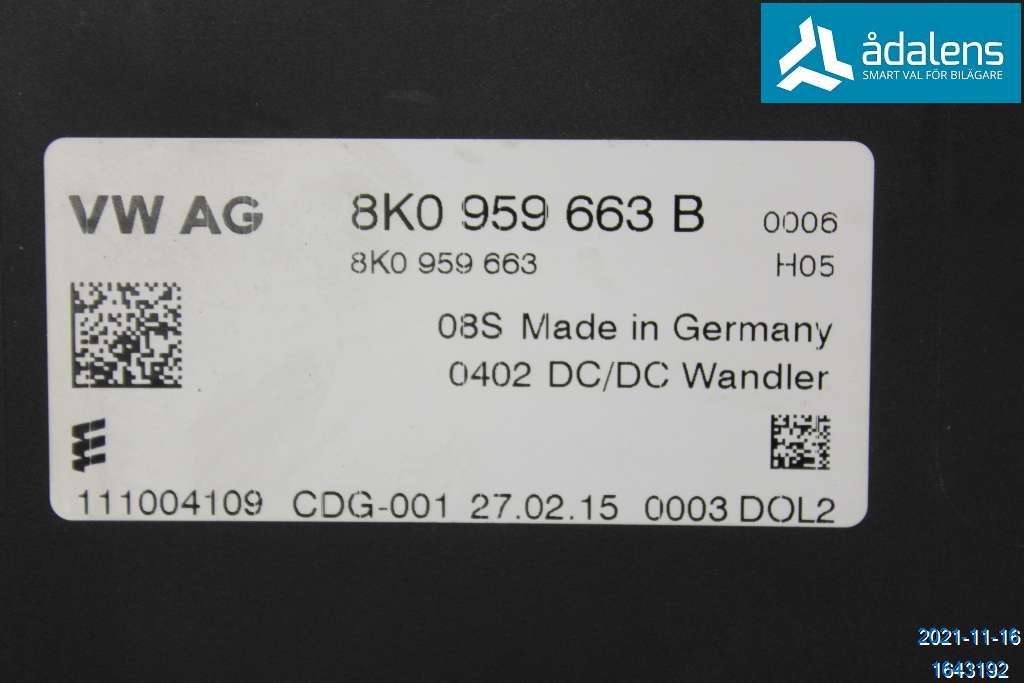 ådalens
SMART VAL FÖR BILÄGARE
VW AG 8K0 959 663 B 0006
8K0 959 663 H05
08S Made in Germany
0402 DC/DC Wandler
111004109 CDG-001 27.02.15 0003 DOL2
2021-11-16
1643192